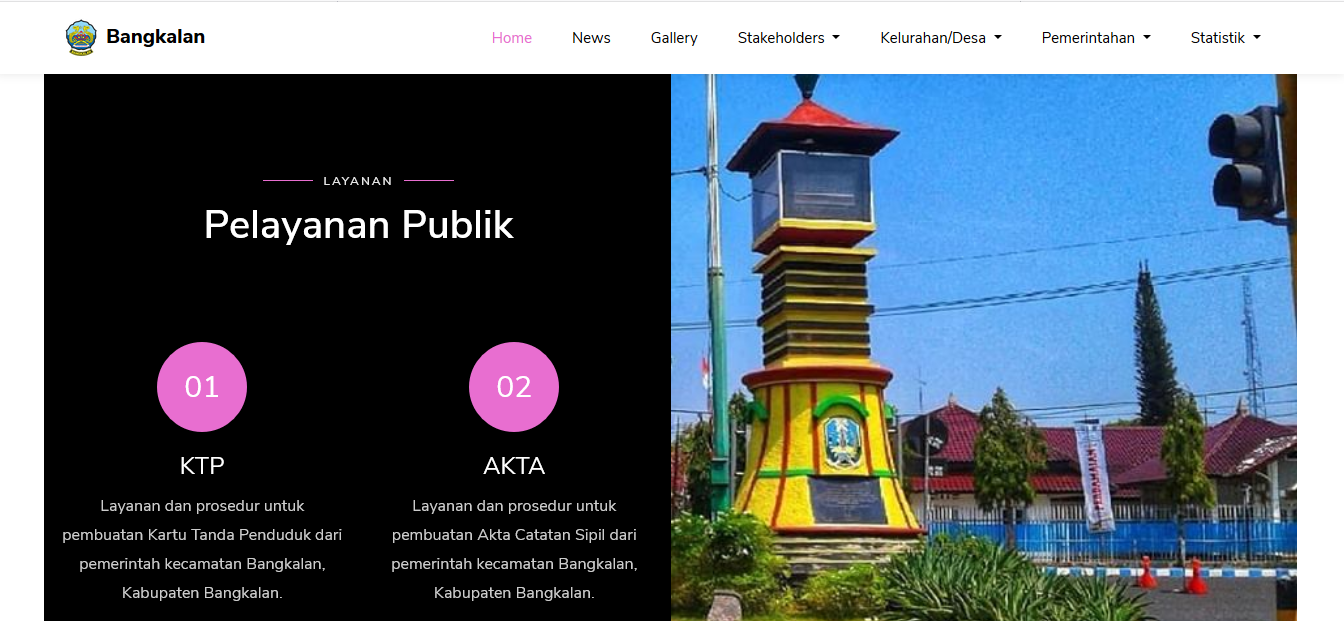 Bangkalan
Home News Gallery Stakeholders Kelurahan/Desa Pemerintahan Statistik
LAYANAN
Pelayanan Publik
01
KTP
Layanan dan prosedur untuk
pembuatan Kartu Tanda Penduduk dari
pemerintah kecamatan Bangkalan,
Kabupaten Bangkalan.
02
AKTA
Layanan dan prosedur untuk
pembuatan Akta Catatan Sipil dari
pemerintah kecamatan Bangkalan,
Kabupaten Bangkalan.